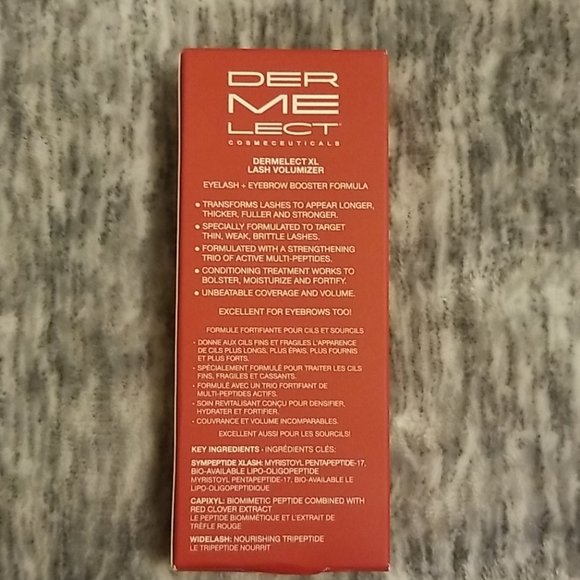 DER
ME
LECT
COSMECEUTICALS
DERMELECT XL
LASH VOLUMIZER
EYELASH + EYEBROW BOOSTER FORMULA
• TRANSFORMS LASHES TO APPEAR LONGER,
THICKER, FULLER AND STRONGER.
• SPECIALLY FORMULATED TO TARGET
THIN, WEAK, BRITTLE LASHES.
• FORMULATED WITH A STRENGTHENING
TRIO OF ACTIVE MULTI-PEPTIDES.
• CONDITIONING TREATMENT WORKS TO
BOLSTER, MOISTURIZE AND FORTIFY.
• UNBEATABLE COVERAGE AND VOLUME.
EXCELLENT FOR EYEBROWS TOO!
FORMULE FORTIFIANTE POUR CILS ET SOURCILS
• DONNE AUX CILS FINS ET FRAGILES L'APPARENCE
DE CILS PLUS LONGS, PLUS ÉPAIS, PLUS FOURNIS
ET PLUS FORTS.
• SPÉCIALEMENT FORMULÉ POUR TRAITER LES CILS
FINS, FRAGILES ET CASSANTS.
• FORMULÉ AVEC UN TRIO FORTIFIANT DE
MULTI-PEPTIDES ACTIFS.
• SOIN REVITALISANT CONÇU POUR DENSIFIER,
HYDRATER ET FORTIFIER.
• COUVRANCE ET VOLUME INCOMPARABLES.
EXCELLENT AUSSI POUR LES SOURCILS!
KEY INGREDIENTS - INGRÉDIENTS CLÉS:
SYMPEPTIDE XLASH: MYRISTOYL PENTAPEPTIDE-17,
BIO-AVAILABLE LIPO-OLIGOPEPTIDE
MYRISTOYL PENTAPEPTIDE-17, BIO-AVAILABLE LE
LIPO-OLIGOPEPTIDIQUE
CAPIXYL: BIOMIMETIC PEPTIDE COMBINED WITH
RED CLOVER EXTRACT
LE PEPTIDE BIOMIMÉTIQUE ET L'EXTRAIT DE
TRÈFLE ROUGE
WIDELASH: NOURISHING TRIPEPTIDE
LE TRIPEPTIDE NOURRIT